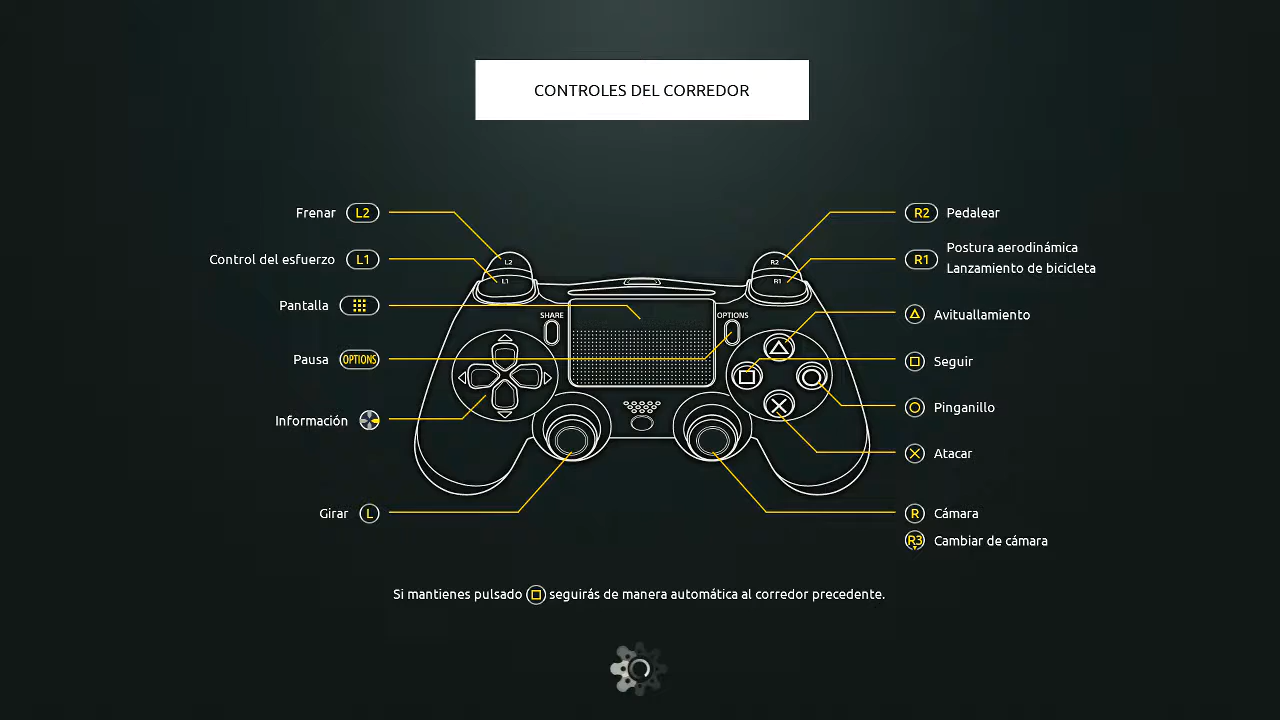 CONTROLES DEL CORREDOR
Frenar L2
Control del esfuerzo L1
Pantalla
Pausa OPTIONS
Información
Girar L
L2
L1
SHARE
OPTIONS
R2
R1
R2 Pedalear
R1 Postura aerodinámica
Lanzamiento de bicicleta
Avituallamiento
Seguir
Pinganillo
Atacar
R Cámara
R3 Cambiar de cámara
Si mantienes pulsado seguirás de manera automática al corredor precedente.